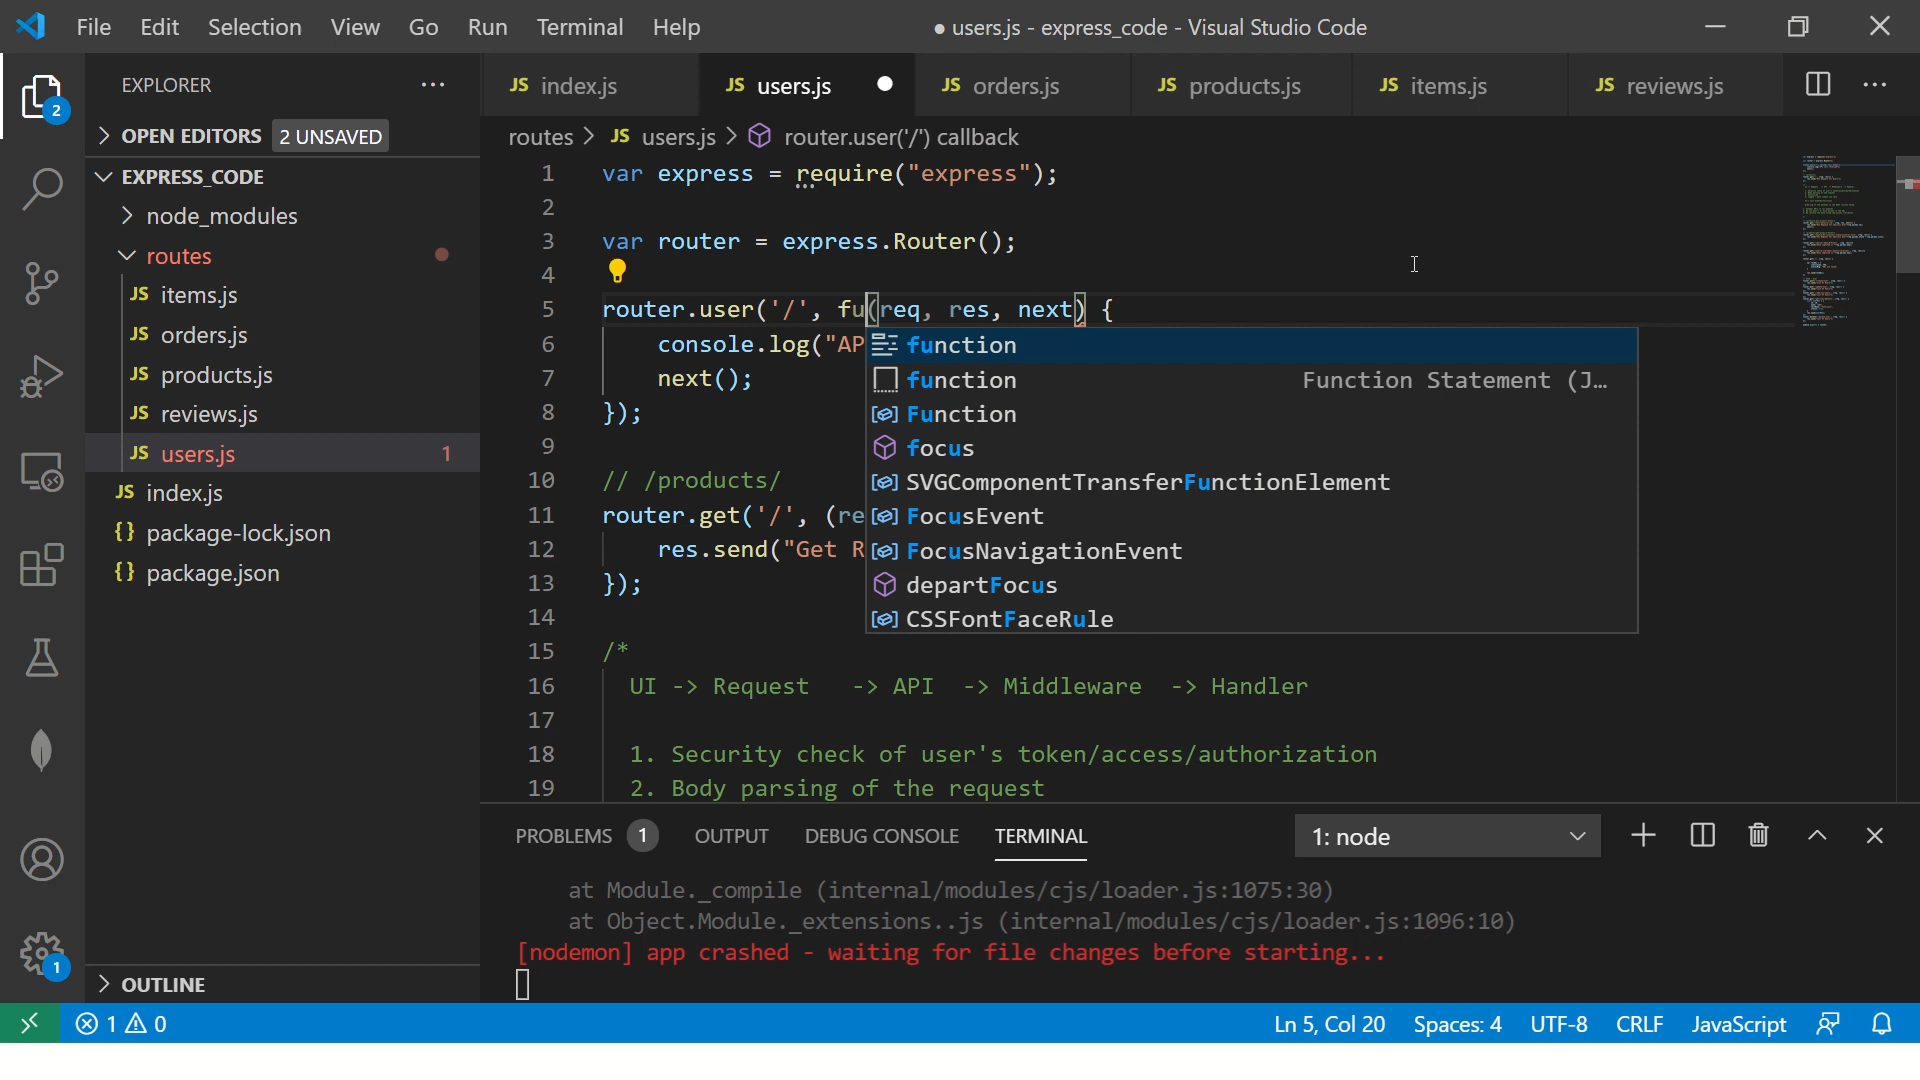 File Edit Selection View Go Run Terminal Help
● users.js - express_code - Visual Studio Code
EXPLORER
JS index.js
JS users.js
JS orders.js
JS products.js
JS items.js
JS reviews.js
OPEN EDITORS 2 UNSAVED
EXPRESS_CODE
node_modules
routes
JS items.js
JS orders.js
JS products.js
JS reviews.js
JS users.js 1
JS index.js
{} package-lock.json
{} package.json
OUTLINE
2
1
routes > JS users.js > router.user('/') callback
1 var express = require("express");
2
3 var router = express.Router();
4
5 router.user('/', fu(req, res, next) {
6 console.log("AP
7 next();
8 });
9
10 // /products/
11 router.get('/', (re
12 res.send("Get R
13 });
14
15 /*
16 UI -> Request -> API -> Middleware -> Handler
17
18 1. Security check of user's token/access/authorization
19 2. Body parsing of the request
function
function Function Statement (J...
Function
focus
SVGComponentTransferFunctionElement
FocusEvent
FocusNavigationEvent
departFocus
CSSFontFaceRule
PROBLEMS 1 OUTPUT DEBUG CONSOLE TERMINAL
1: node
at Module._compile (internal/modules/cjs/loader.js:1075:30)
at Object.Module._extensions..js (internal/modules/cjs/loader.js:1096:10)
[nodemon] app crashed - waiting for file changes before starting...
1 0
Ln 5, Col 20 Spaces: 4 UTF-8 CRLF JavaScript